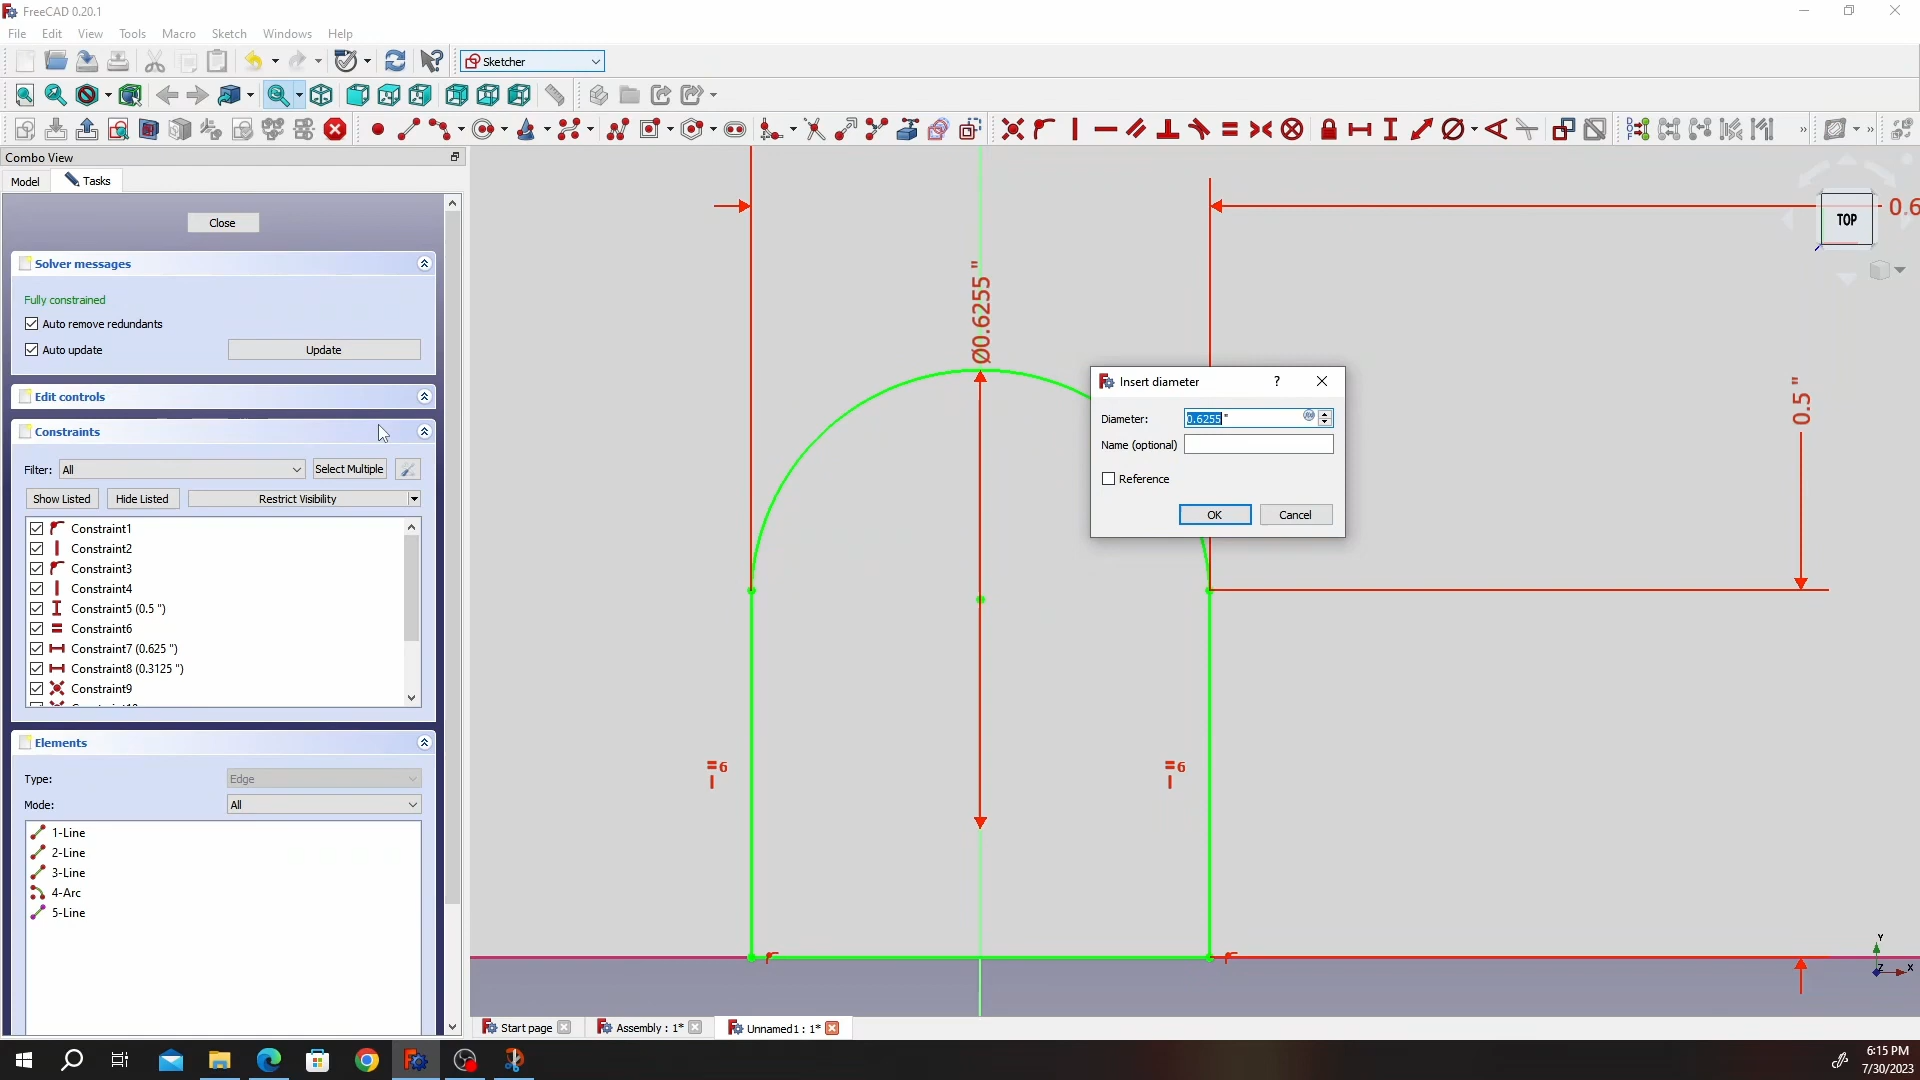 FreeCAD 0.20.1
File Edit View Tools Macro Sketch Windows Help
Sketcher
Combo View
Model Tasks
Close
Solver messages
Fully constrained
Auto remove redundants
Auto update Update
Edit controls
Constraints
Filter: All Select Multiple
Show Listed Hide Listed Restrict Visibility
Constraint1
Constraint2
Constraint3
Constraint4
Constraint5 (0.5 ")
Constraint6
Constraint7 (0.625 ")
Constraint8 (0.3125 ")
Constraint9
Elements
Type: Edge
Mode: All
1-Line
2-Line
3-Line
4-Arc
5-Line
0.6
TOP
Ø0.6255 "
0.5 "
Insert diameter ?
Diameter: 0.6255 "
Name (optional)
Reference
OK Cancel
6
6
Y
Z X
Start page Assembly : 1* Unnamed1 : 1*
6:15 PM
7/30/2023